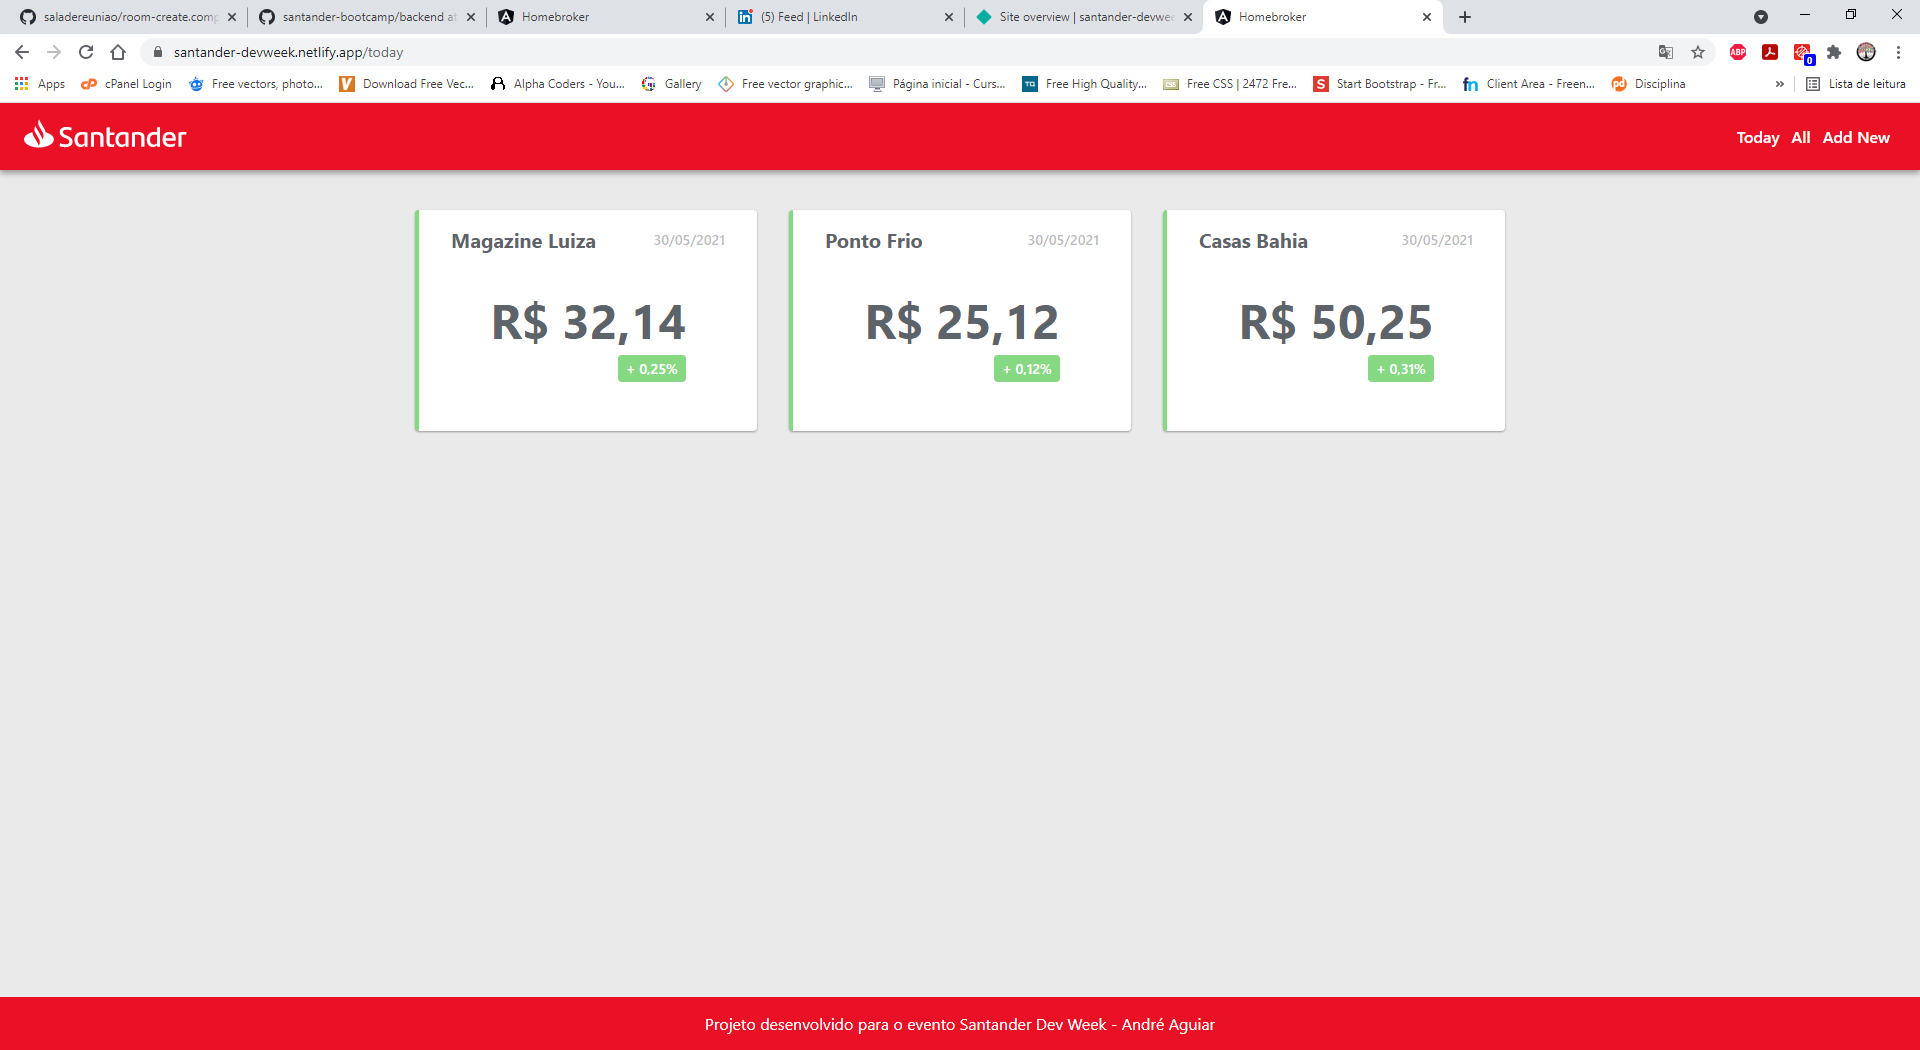 saladereuniao/room-create.comp
santander-bootcamp/backend at
Homebroker
(5) Feed | LinkedIn
Site overview | santander-devwee
Homebroker
santander-devweek.netlify.app/today
ABP
0
Apps
cPanel Login
Free vectors, photo...
Download Free Vec...
Alpha Coders - You...
Gallery
Free vector graphic...
Página inicial - Curs...
Free High Quality...
Free CSS | 2472 Fre...
Start Bootstrap - Fr...
Client Area - Freen...
Disciplina
»
Lista de leitura
Santander
Today All Add New
Magazine Luiza 30/05/2021
R$ 32,14
+ 0,25%
Ponto Frio 30/05/2021
R$ 25,12
+ 0,12%
Casas Bahia 30/05/2021
R$ 50,25
+ 0,31%
Projeto desenvolvido para o evento Santander Dev Week - André Aguiar